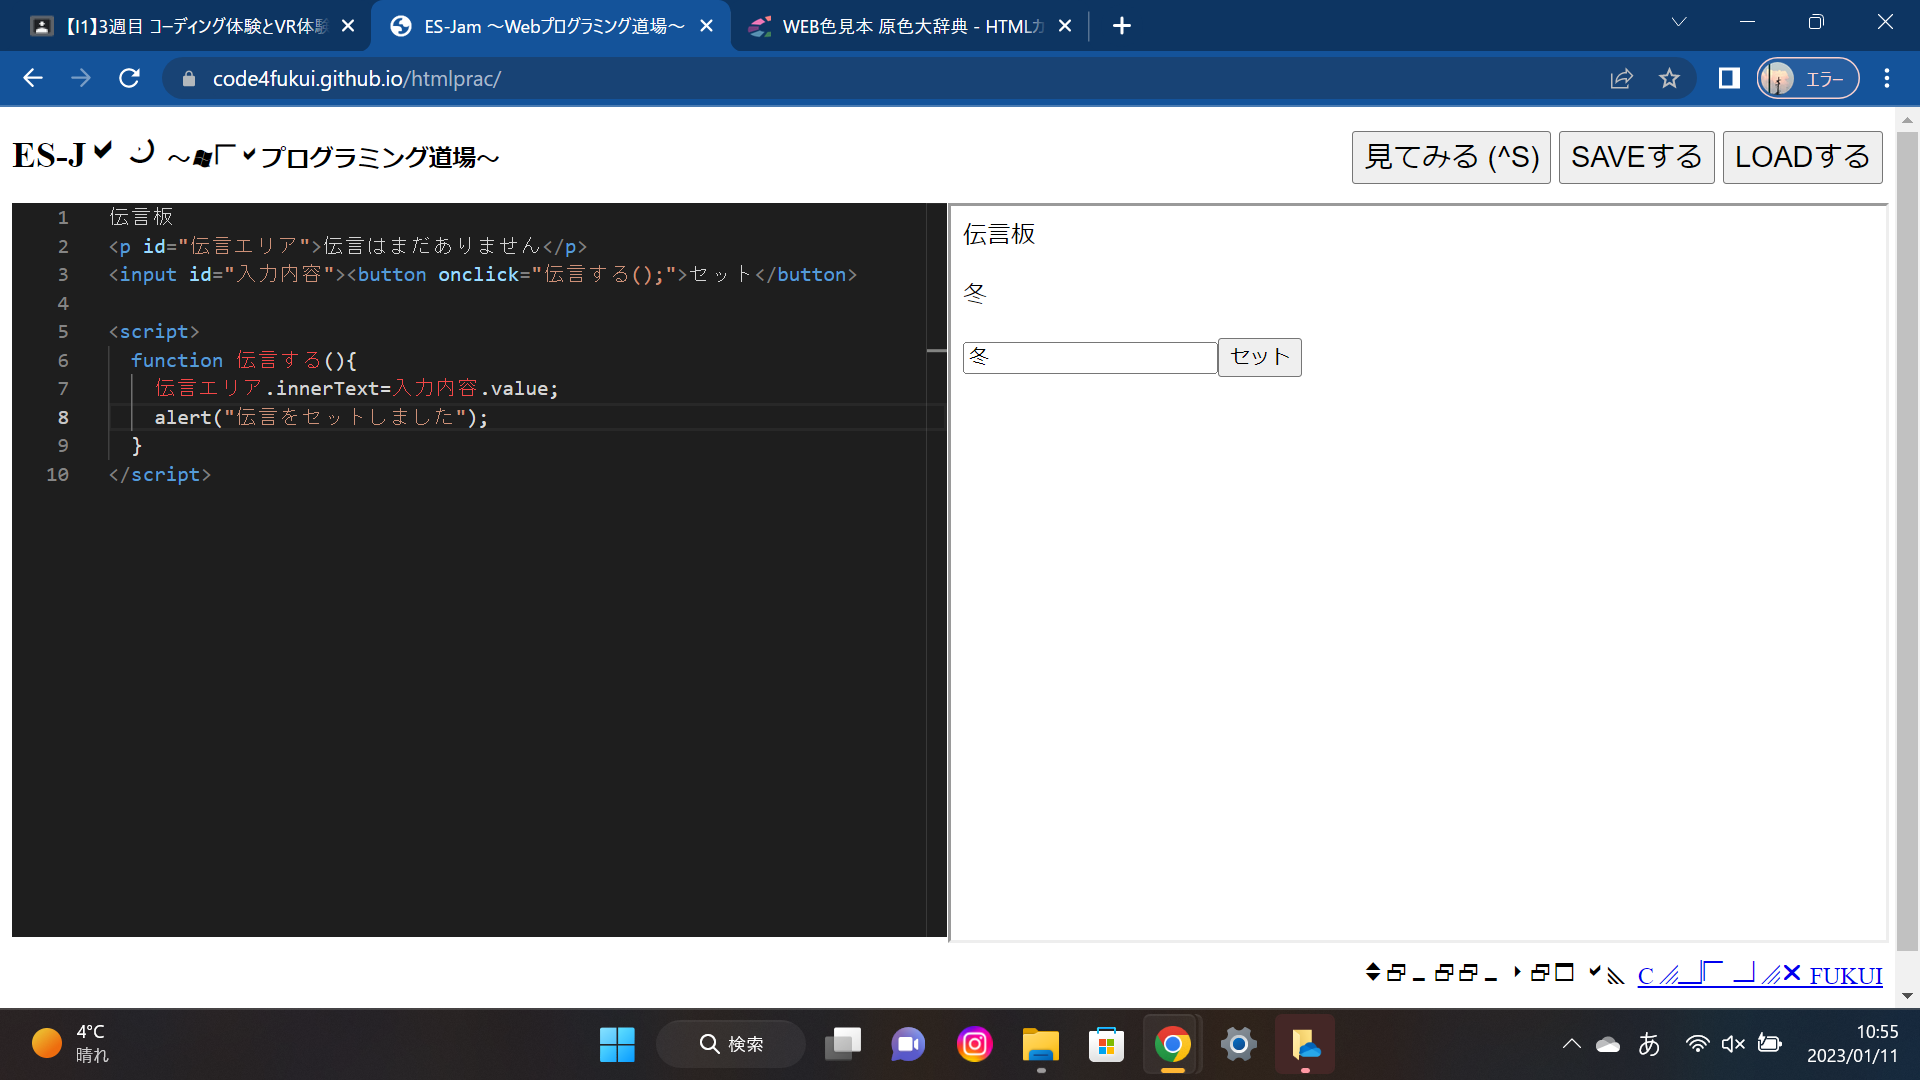 【I1】3週目 コーディング体験とVR体験
ES-Jam 〜Webプログラミング道場〜
WEB色見本 原色大辞典 - HTMLカ
code4fukui.github.io/htmlprac/
エラー
ES-J
〜
プログラミング道場〜
見てみる (^S)
SAVEする
LOADする
1 伝言板
2 <p id="伝言エリア">伝言はまだありません</p>
3 <input id="入力内容"><button onclick="伝言する();">セット</button>
4
5 <script>
6 function 伝言する(){
7 伝言エリア.innerText=入力内容.value;
8 alert("伝言をセットしました");
9 }
10 </script>
伝言板
冬
冬
セット
C
FUKUI
4°C
晴れ
検索
あ
10:55
2023/01/11